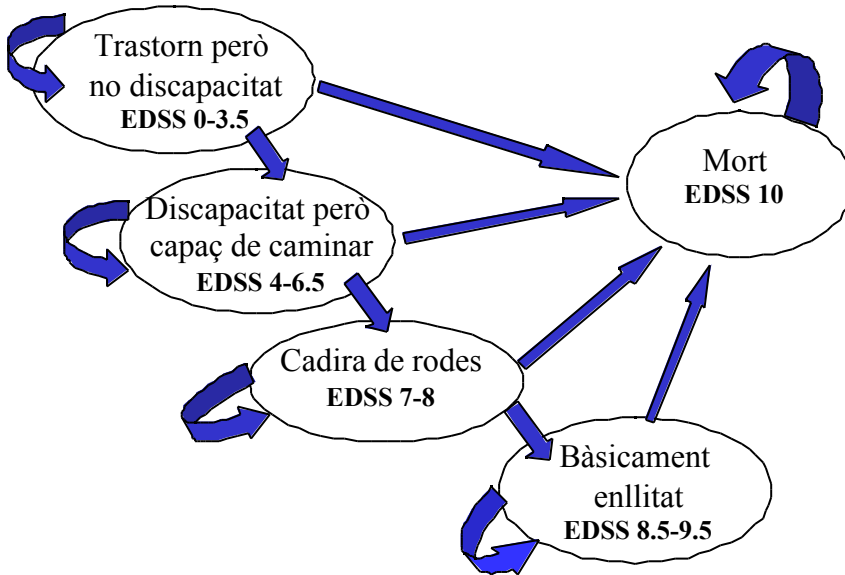 Trastorn però
no discapacitat
EDSS 0-3.5
Mort
EDSS 10
Discapacitat però
capaç de caminar
EDSS 4-6.5
Cadira de rodes
EDSS 7-8
Bàsicament
enllitat
EDSS 8.5-9.5